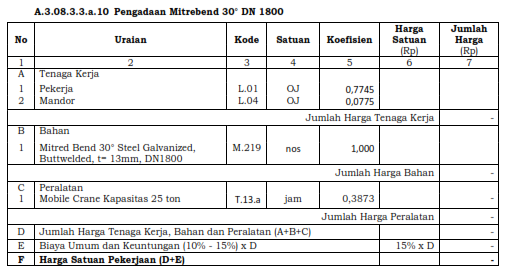 A.3.08.3.3.a.10 Pengadaan Mitrebend 30° DN 1800
No Uraian Kode Satuan Koefisien Harga Satuan (Rp) Jumlah Harga (Rp)
1 2 3 4 5 6 7
A Tenaga Kerja
1 Pekerja L.01 OJ 0,7745
2 Mandor L.04 OJ 0,0775
Jumlah Harga Tenaga Kerja -
B Bahan
1 Mitred Bend 30° Steel Galvanized, M.219 nos 1,000
Buttwelded, t= 13mm, DN1800
Jumlah Harga Bahan -
C Peralatan
1 Mobile Crane Kapasitas 25 ton T.13.a jam 0,3873 -
Jumlah Harga Peralatan -
D Jumlah Harga Tenaga Kerja, Bahan dan Peralatan (A+B+C) -
E Biaya Umum dan Keuntungan (10% - 15%) x D 15% x D -
F Harga Satuan Pekerjaan (D+E) -